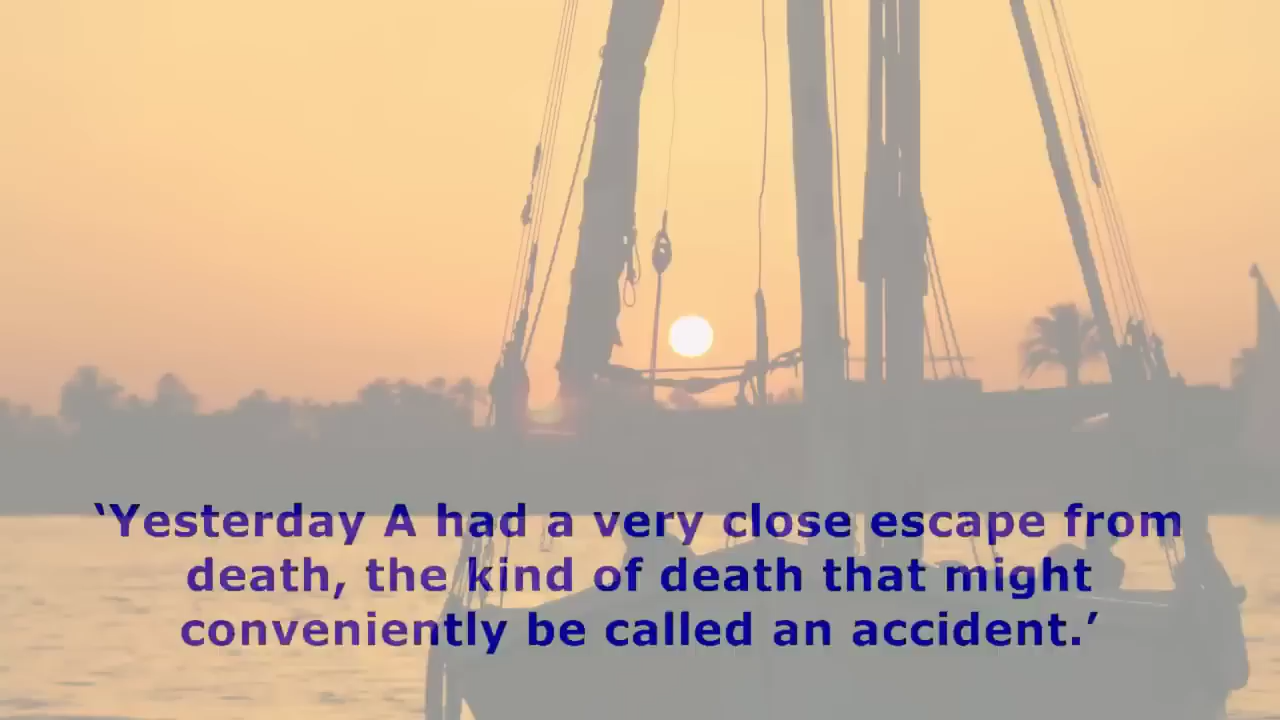 ‘Yesterday A had a very close escape from
death, the kind of death that might
conveniently be called an accident.’